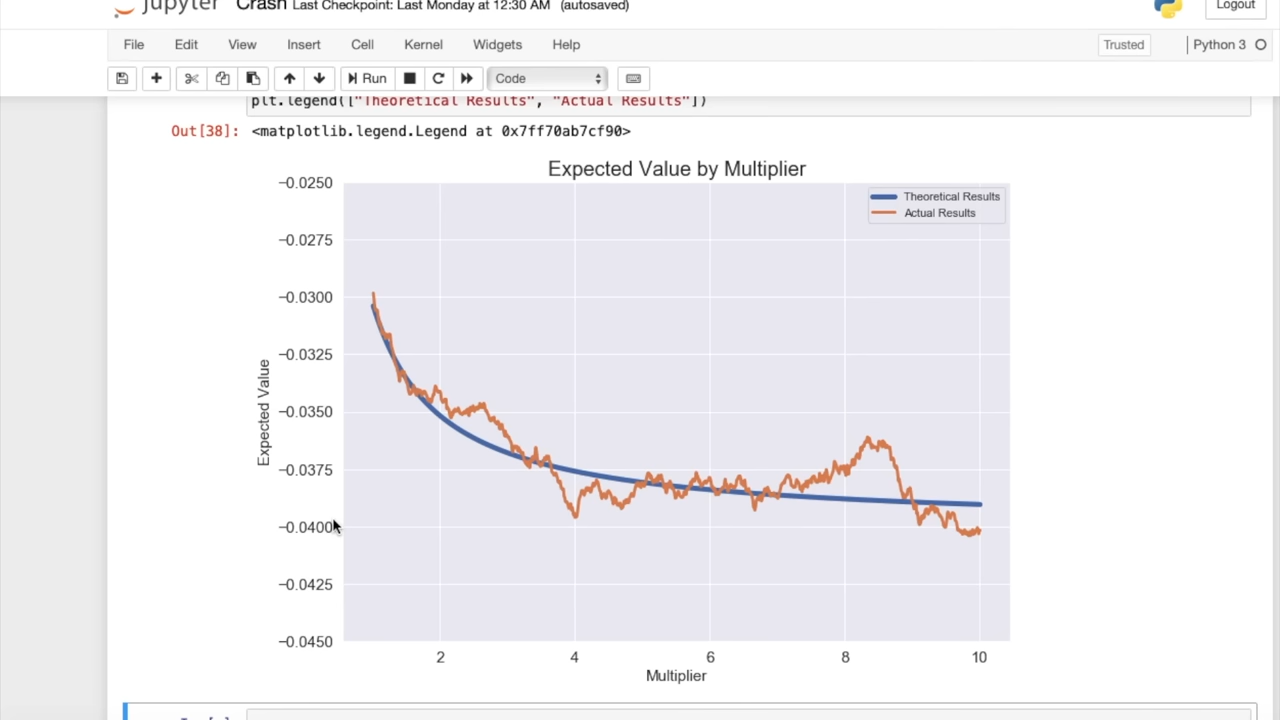 Jupyter Crash Last Checkpoint: Last Monday at 12:30 AM (autosaved)
Logout
File Edit View Insert Cell Kernel Widgets Help
Trusted
Python 3
Run
Code
plt.legend(["Theoretical Results", "Actual Results"])
Out[38]: <matplotlib.legend.Legend at 0x7ff70ab7cf90>
Expected Value by Multiplier
Theoretical Results
Actual Results
−0.0250
−0.0275
−0.0300
−0.0325
−0.0350
−0.0375
−0.0400
−0.0425
−0.0450
Expected Value
2 4 6 8 10
Multiplier